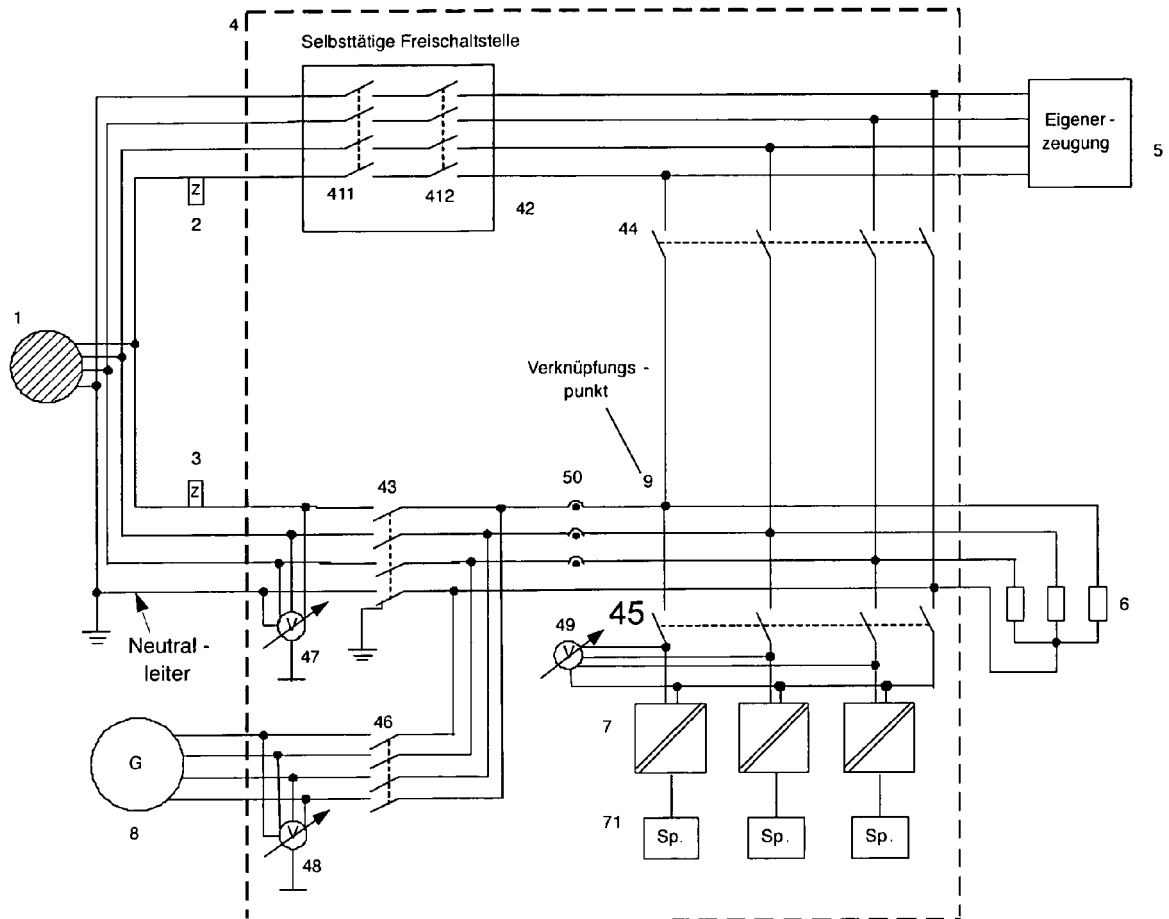 4
Selbsttätige Freischaltstelle
Eigener-
zeugung
5
Z
2
411
412
42
44
1
Verknüpfungs -
punkt
3
Z
43
50
9
6
Neutral -
leiter
V
47
49
V
45
7
46
G
8
V
48
71
Sp.
Sp.
Sp.